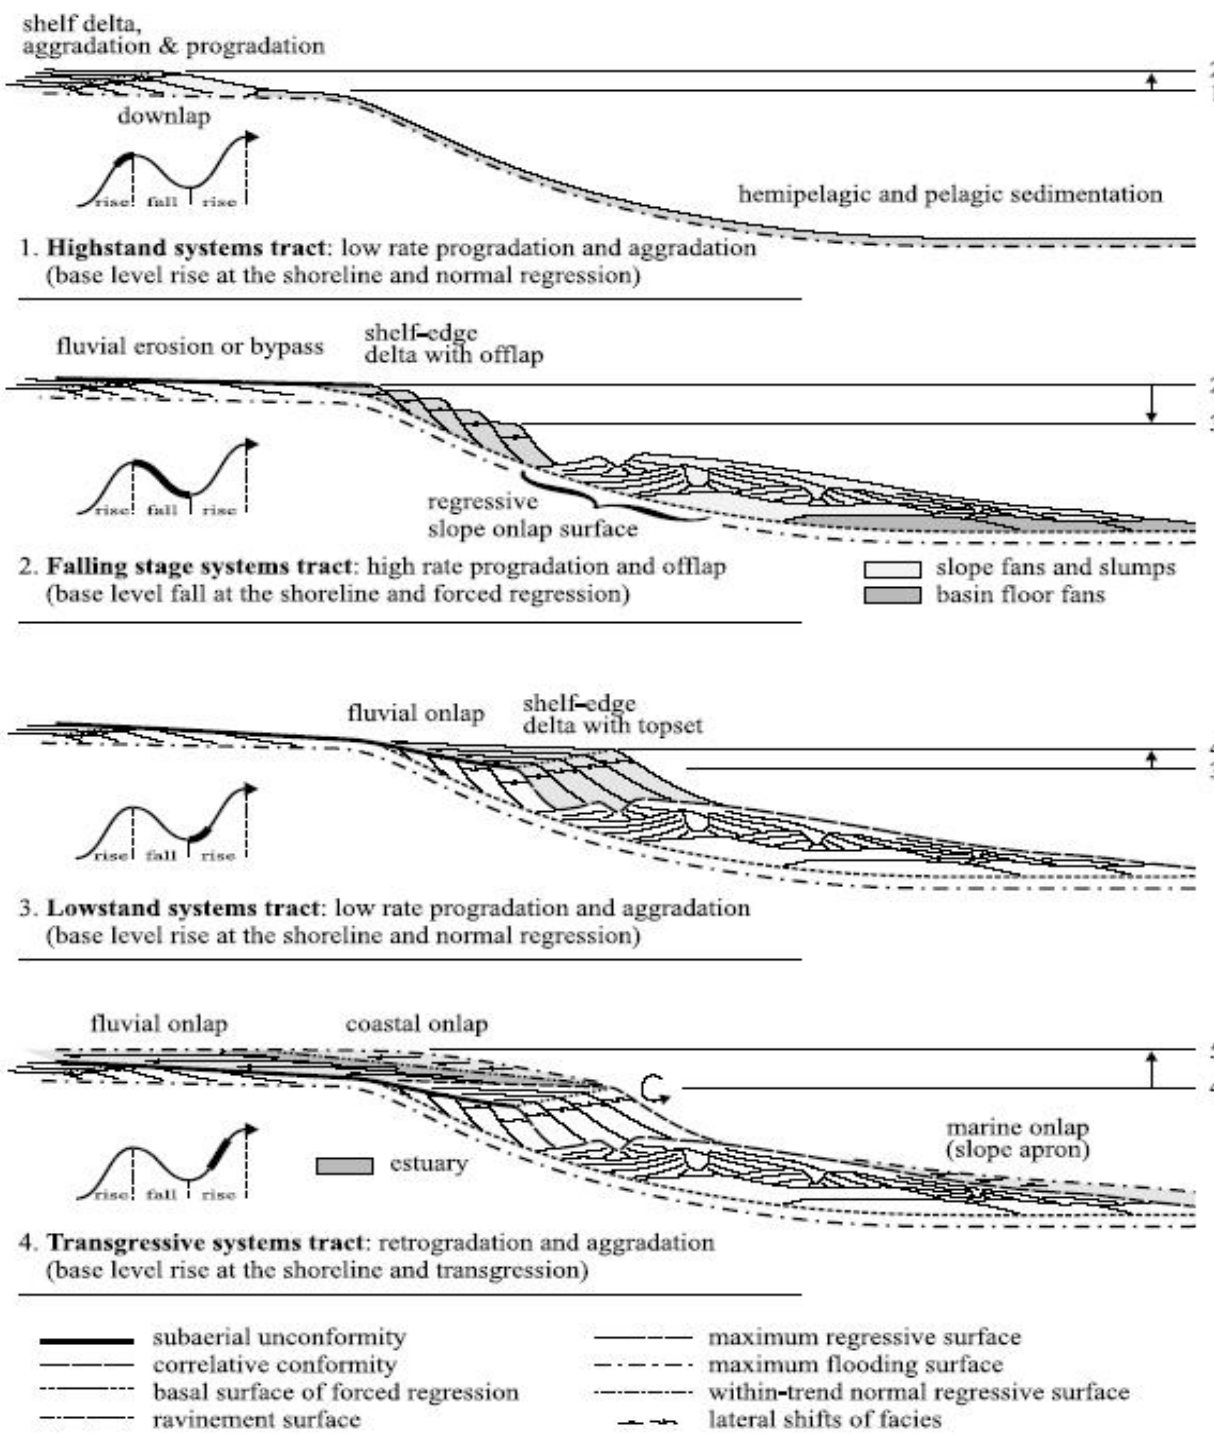 shelf delta,
aggradation & progradation
2
1
downlap
rise fall rise
hemipelagic and pelagic sedimentation
1. Highstand systems tract: low rate progradation and aggradation
(base level rise at the shoreline and normal regression)
fluvial erosion or bypass
shelf-edge
delta with offlap
2
3
rise fall rise
regressive
slope onlap surface
2. Falling stage systems tract: high rate progradation and offlap
(base level fall at the shoreline and forced regression)
slope fans and slumps
basin floor fans
fluvial onlap
shelf-edge
delta with topset
4
3
rise fall rise
3. Lowstand systems tract: low rate progradation and aggradation
(base level rise at the shoreline and normal regression)
fluvial onlap
coastal onlap
5
4
marine onlap
(slope apron)
rise fall rise
estuary
4. Transgressive systems tract: retrogradation and aggradation
(base level rise at the shoreline and transgression)
subaerial unconformity
correlative conformity
basal surface of forced regression
ravinement surface
maximum regressive surface
maximum flooding surface
within-trend normal regressive surface
lateral shifts of facies